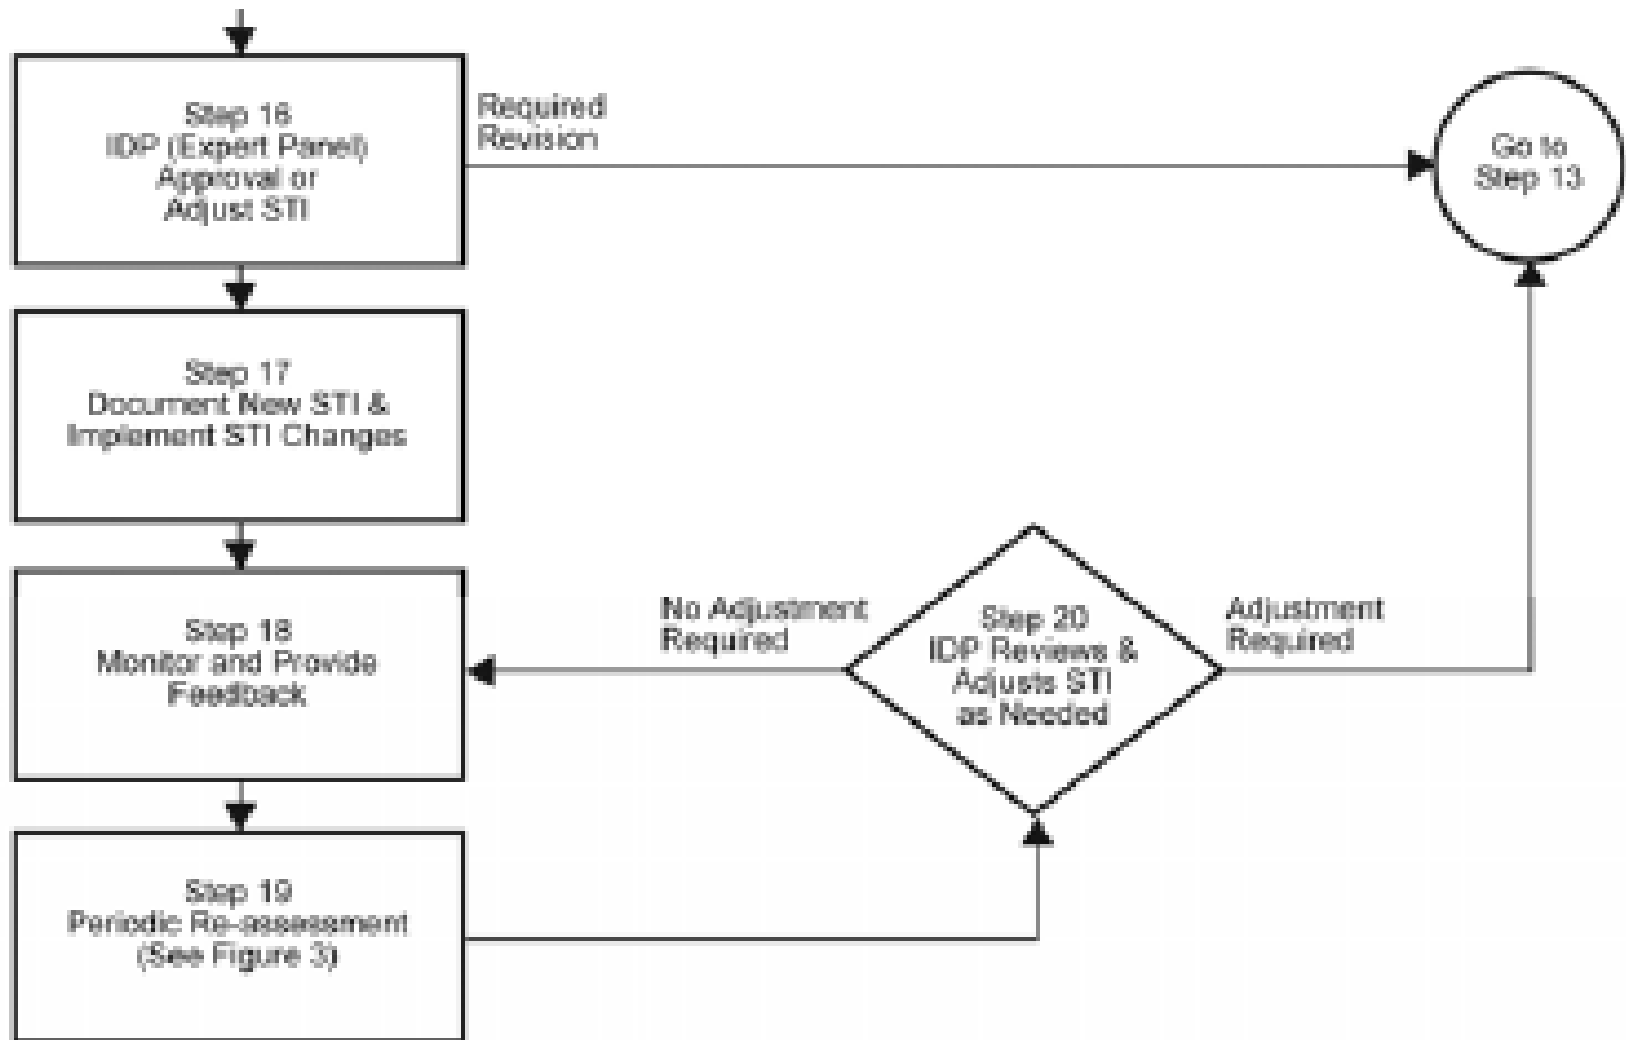 Step 16
IDP (Expert Panel)
Approval or
Adjust STI
Required
Revision
Go to
Step 13
Step 17
Document New STI &
Implement STI Changes
Step 18
Monitor and Provide
Feedback
No Adjustment
Required
Step 20
IDP Reviews &
Adjusts STI
as Needed
Adjustment
Required
Step 19
Periodic Re-assessment
(See Figure 3)